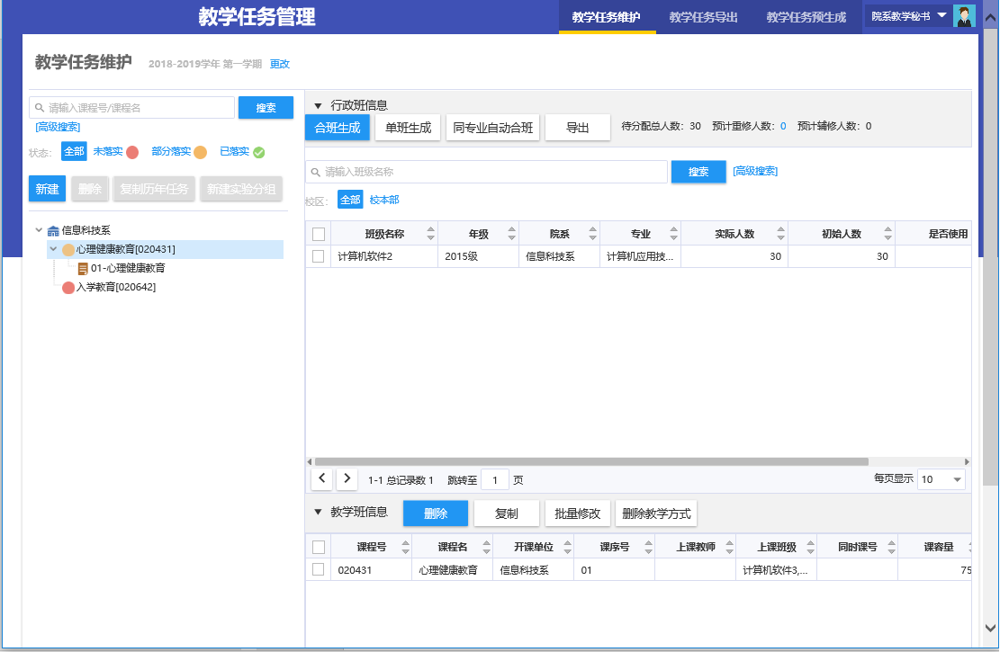 教学任务管理
教学任务维护 教学任务导出 教学任务预生成 院系教学秘书
教学任务维护 2018-2019学年 第一学期 更改
请输入课程号/课程名 搜索
[高级搜索]
状态: 全部 未落实 部分落实 已落实
新建 删除 复制历年任务 新建实验分组
信息科技系
心理健康教育[020431]
01-心理健康教育
入学教育[020642]
行政班信息
合班生成 单班生成 同专业自动合班 导出 待分配总人数: 30 预计重修人数: 0 预计辅修人数: 0
请输入班级名称 搜索 [高级搜索]
校区: 全部 校本部
班级名称 年级 院系 专业 实际人数 初始人数 是否使用
计算机软件2 2015级 信息科技系 计算机应用技... 30 30
1-1 总记录数 1 跳转至 1 页 每页显示 10
教学班信息 删除 复制 批量修改 删除教学方式
课程号 课程名 开课单位 课序号 上课教师 上课班级 同时课号 课容量
020431 心理健康教育 信息科技系 01 计算机软件3,... 75